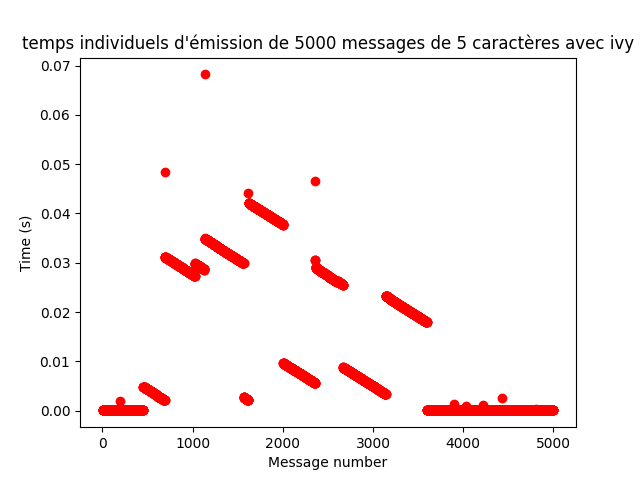 temps individuels d'émission de 5000 messages de 5 caractères avec ivy
0.07
0.06
0.05
0.04
0.03
0.02
0.01
0.00
Time (s)
0 1000 2000 3000 4000 5000
Message number